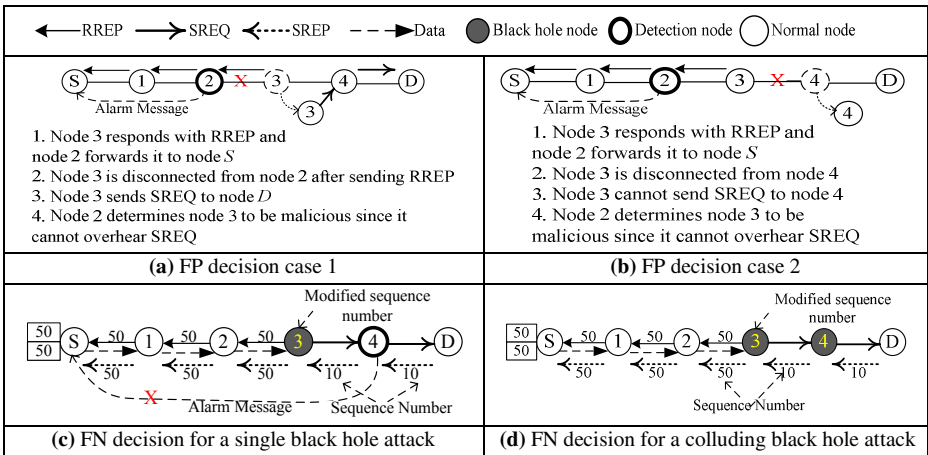 RREP SREQ SREP Data Black hole node Detection node Normal node
S 1 2 X 3 4 D
3
Alarm Message
1. Node 3 responds with RREP and
node 2 forwards it to node S
2. Node 3 is disconnected from node 2 after sending RREP
3. Node 3 sends SREQ to node D
4. Node 2 determines node 3 to be malicious since it
cannot overhear SREQ
(a) FP decision case 1
S 1 2 3 X 4 D
4
Alarm Message
1. Node 3 responds with RREP and
node 2 forwards it to node S
2. Node 3 is disconnected from node 4
3. Node 3 cannot send SREQ to node 4
4. Node 2 determines node 3 to be
malicious since it cannot overhear SREQ
(b) FP decision case 2
Modified sequence
number
50
50
S 50 1 50 2 50 3 4 D
50 50 50 10 10
X
Alarm Message Sequence Number
(c) FN decision for a single black hole attack
Modified sequence
number
50
50
S 50 1 50 2 50 3 4 D
50 50 50 10 10
Sequence Number
(d) FN decision for a colluding black hole attack